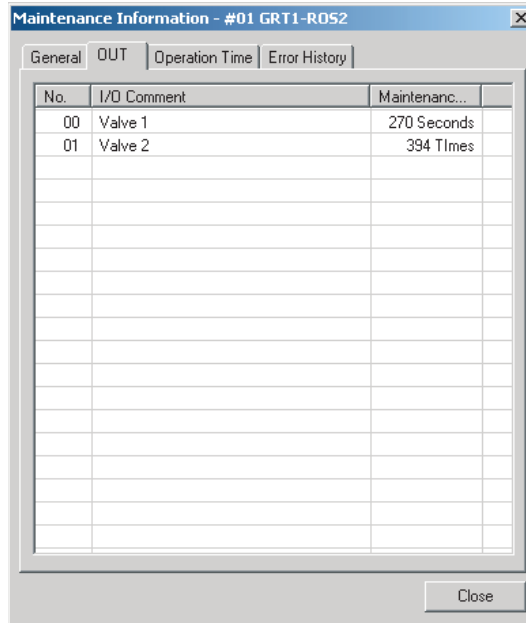 Maintenance Information - #01 GRT1-ROS2
General OUT Operation Time Error History
No. I/O Comment Maintenanc...
00 Valve 1 270 Seconds
01 Valve 2 394 TImes
Close